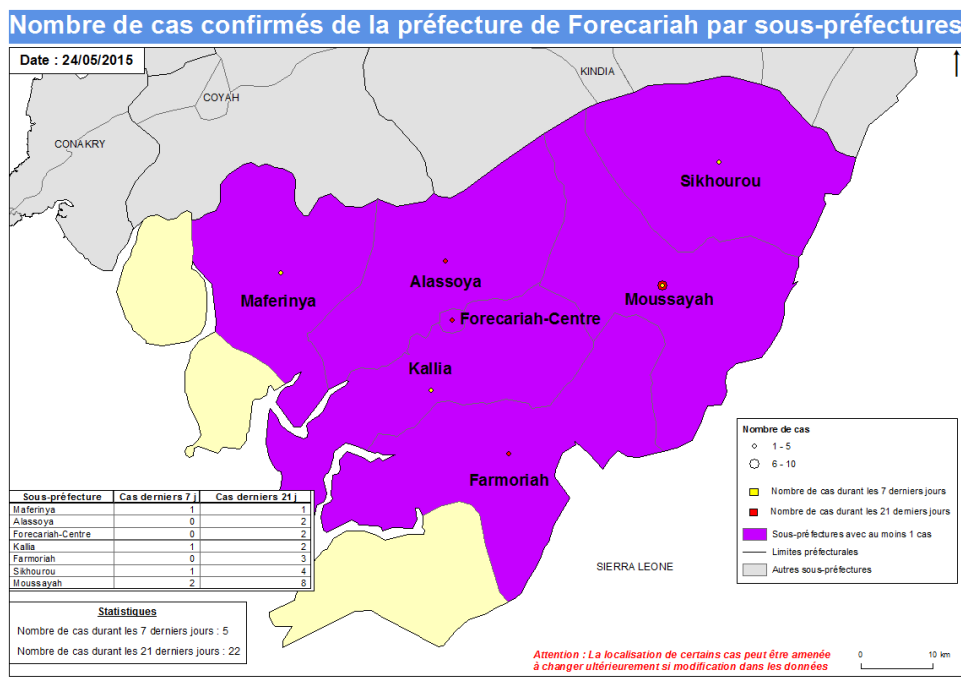 Nombre de cas confirmés de la préfecture de Forecariah par sous-préfectures
Date : 24/05/2015
KINDIA
COYAH
CONAKRY
Sikhourou
Alassoya
Maferinya
Moussayah
Forecariah-Centre
Kallia
Farmoriah
SIERRA LEONE
Nombre de cas
1 - 5
6 - 10
Nombre de cas durant les 7 derniers jours
Nombre de cas durant les 21 derniers jours
Sous-préfectures avec au moins 1 cas
Limites préfecturales
Autres sous-préfectures
Sous-préfecture Cas derniers 7 j Cas derniers 21 j
Maferinya 1 1
Alassoya 0 2
Forecariah-Centre 0 2
Kallia 1 2
Farmoriah 0 3
Sikhourou 1 4
Moussayah 2 8
Statistiques
Nombre de cas durant les 7 derniers jours : 5
Nombre de cas durant les 21 derniers jours : 22
Attention : La localisation de certains cas peut être amenée
à changer ultérieurement si modification dans les données
0 10 km